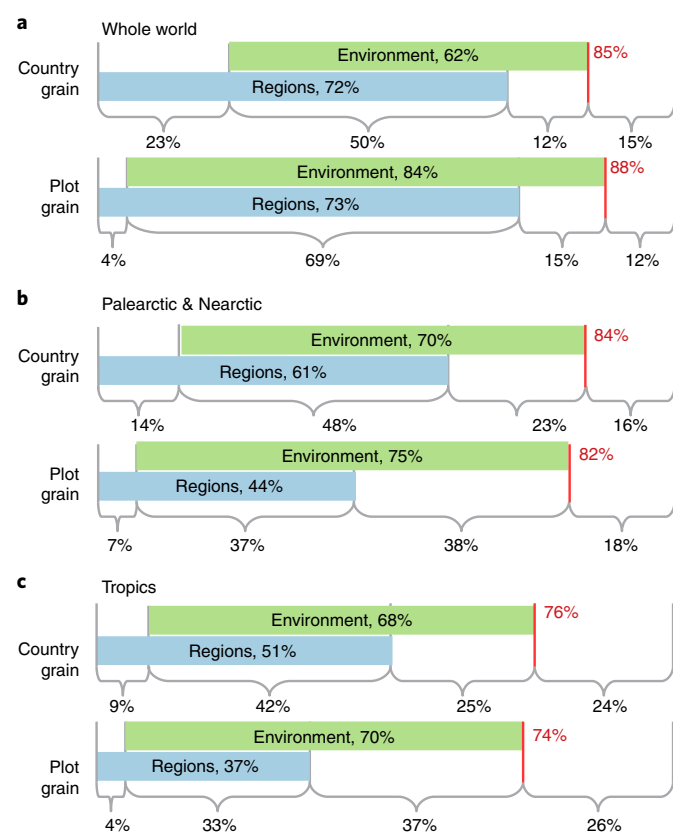 a
Whole world
Country
grain
Environment, 62%
85%
Regions, 72%
23%
50%
12%
15%
Plot
grain
Environment, 84%
88%
Regions, 73%
4%
69%
15%
12%
b
Palearctic & Nearctic
Country
grain
Environment, 70%
84%
Regions, 61%
14%
48%
23%
16%
Plot
grain
Environment, 75%
82%
Regions, 44%
7%
37%
38%
18%
c
Tropics
Country
grain
Environment, 68%
76%
Regions, 51%
9%
42%
25%
24%
Plot
grain
Environment, 70%
74%
Regions, 37%
4%
33%
37%
26%